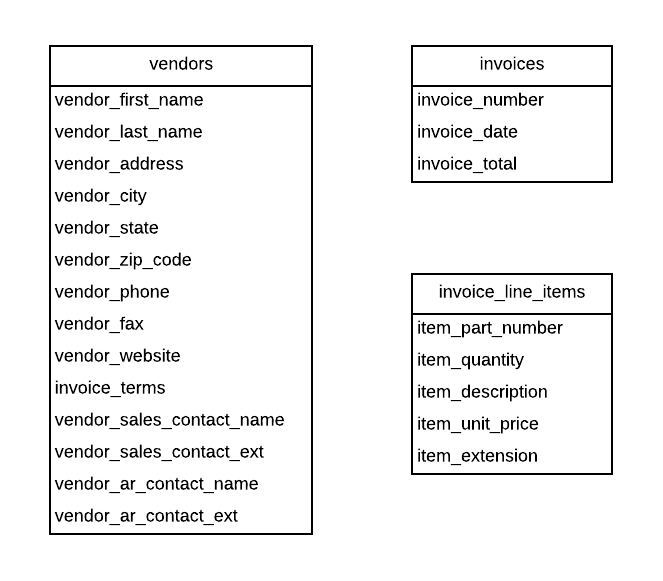 vendors
vendor_first_name
vendor_last_name
vendor_address
vendor_city
vendor_state
vendor_zip_code
vendor_phone
vendor_fax
vendor_website
invoice_terms
vendor_sales_contact_name
vendor_sales_contact_ext
vendor_ar_contact_name
vendor_ar_contact_ext
invoices
invoice_number
invoice_date
invoice_total
invoice_line_items
item_part_number
item_quantity
item_description
item_unit_price
item_extension